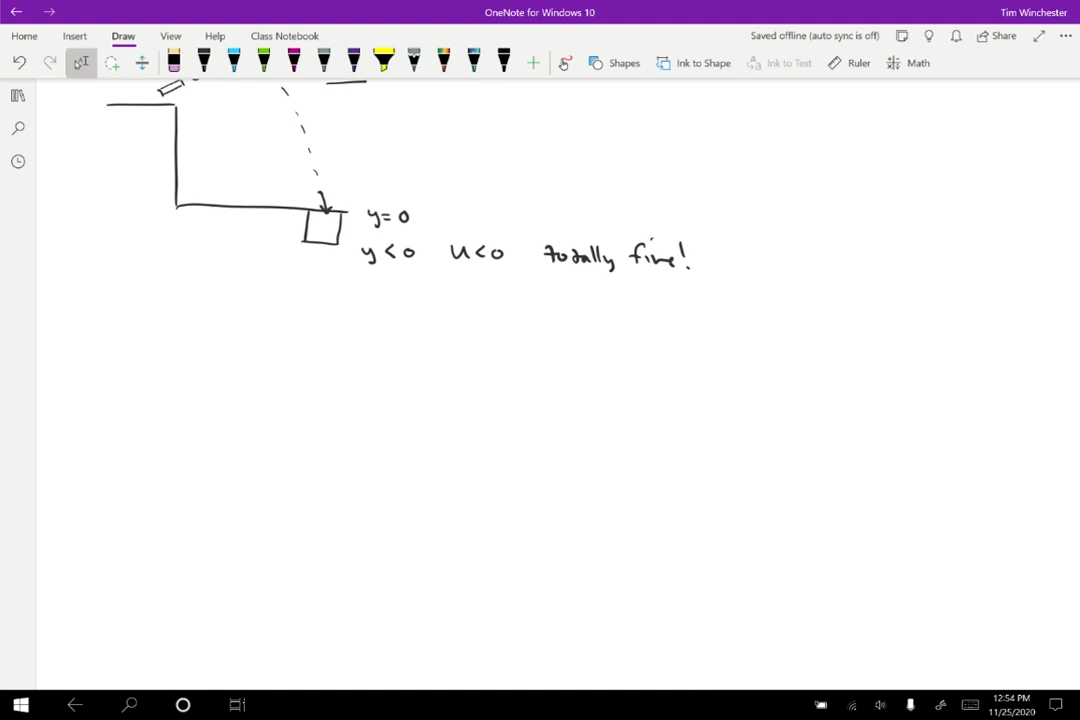 OneNote for Windows 10
Tim Winchester
Home Insert Draw View Help Class Notebook
Saved offline (auto sync is off) Share
Shapes Ink to Shape Ink to Text Ruler Math
y = 0
y < 0 u < 0 totally fine!
12:54 PM
11/25/2020